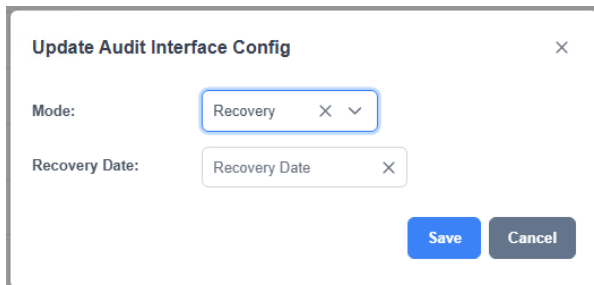 Update Audit Interface Config
Mode:
Recovery
Recovery Date:
Recovery Date
Save
Cancel